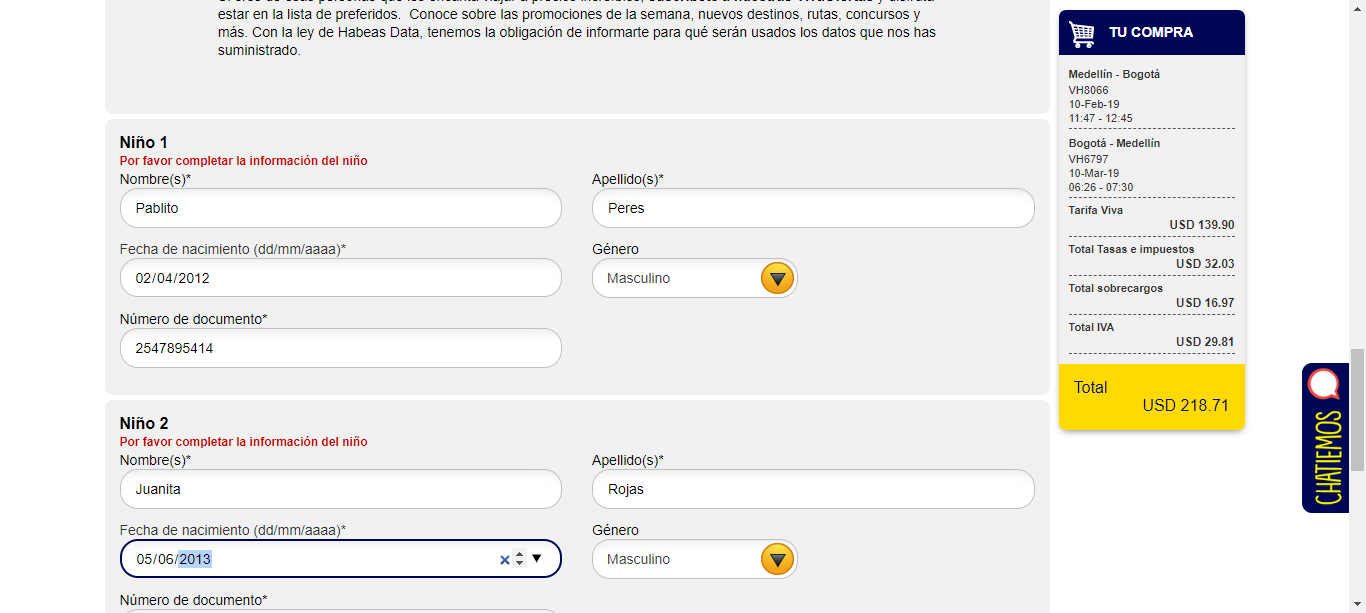 estar en la lista de preferidos. Conoce sobre las promociones de la semana, nuevos destinos, rutas, concursos y
más. Con la ley de Habeas Data, tenemos la obligación de informarte para qué serán usados los datos que nos has
suministrado.
Niño 1
Por favor completar la información del niño
Nombre(s)*
Apellido(s)*
Pablito
Peres
Fecha de nacimiento (dd/mm/aaaa)*
Género
02/04/2012
Masculino
Número de documento*
2547895414
Niño 2
Por favor completar la información del niño
Nombre(s)*
Apellido(s)*
Juanita
Rojas
Fecha de nacimiento (dd/mm/aaaa)*
Género
05/06/2013
Masculino
Número de documento*
TU COMPRA
Medellín - Bogotá
VH8066
10-Feb-19
11:47 - 12:45
Bogotá - Medellín
VH6797
10-Mar-19
06:26 - 07:30
Tarifa Viva
USD 139.90
Total Tasas e impuestos
USD 32.03
Total sobrecargos
USD 16.97
Total IVA
USD 29.81
Total
USD 218.71
CHATIEMOS